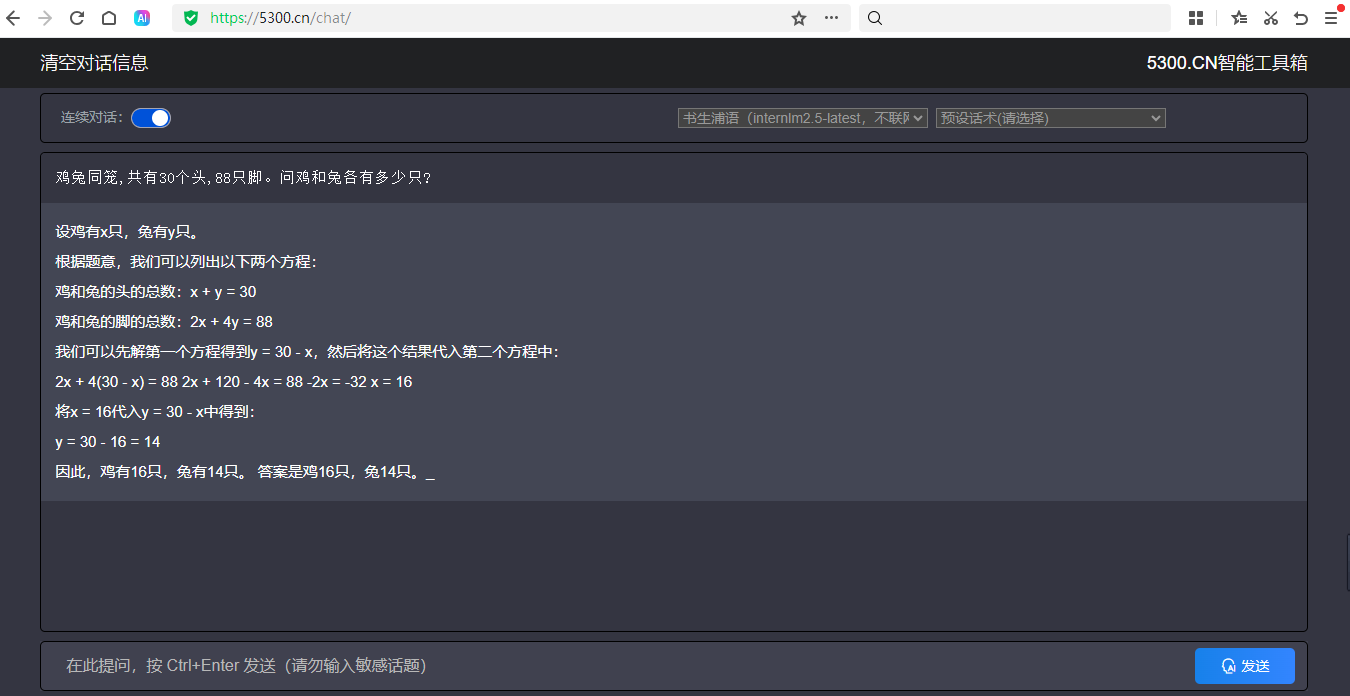 AI
https://5300.cn/chat/
清空对话信息
5300.CN智能工具箱
连续对话：
书生浦语（internlm2.5-latest，不联网
预设话术(请选择)
鸡兔同笼,共有30个头,88只脚。问鸡和兔各有多少只?
设鸡有x只，兔有y只。
根据题意，我们可以列出以下两个方程：
鸡和兔的头的总数：x + y = 30
鸡和兔的脚的总数：2x + 4y = 88
我们可以先解第一个方程得到y = 30 - x，然后将这个结果代入第二个方程中：
2x + 4(30 - x) = 88 2x + 120 - 4x = 88 -2x = -32 x = 16
将x = 16代入y = 30 - x中得到：
y = 30 - 16 = 14
因此，鸡有16只，兔有14只。 答案是鸡16只，兔14只。_
在此提问，按 Ctrl+Enter 发送（请勿输入敏感话题）
发送